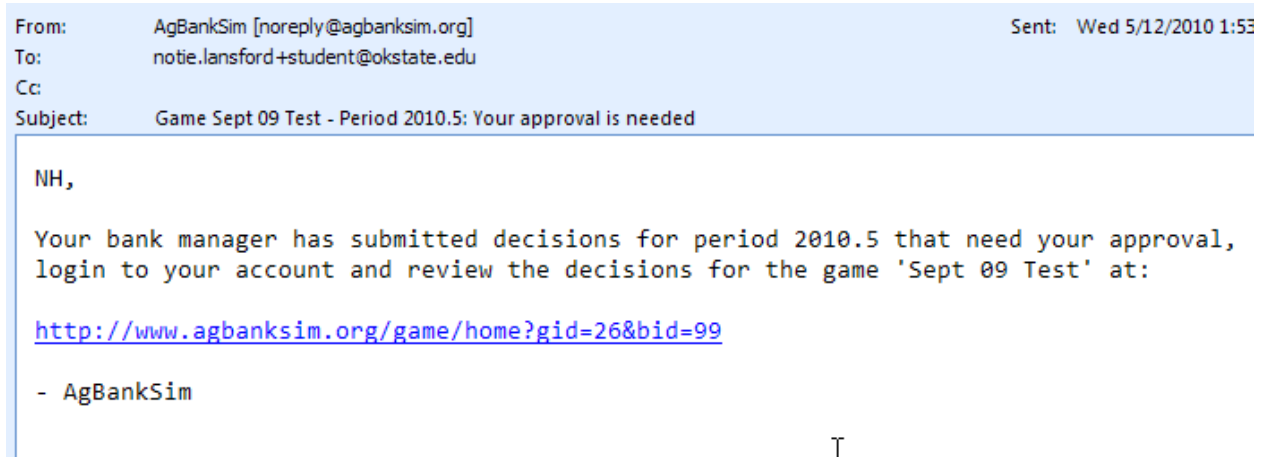 From: AgBankSim [noreply@agbanksim.org] Sent: Wed 5/12/2010 1:53
To: notie.lansford+student@okstate.edu
Cc:
Subject: Game Sept 09 Test - Period 2010.5: Your approval is needed
NH,
Your bank manager has submitted decisions for period 2010.5 that need your approval,
login to your account and review the decisions for the game 'Sept 09 Test' at:
http://www.agbanksim.org/game/home?gid=26&bid=99
- AgBankSim